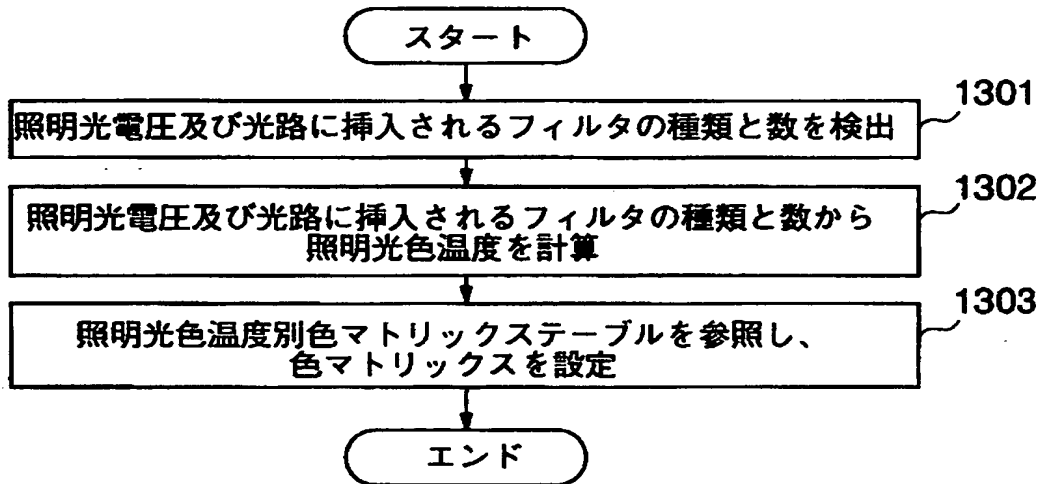 スタート
照明光電圧及び光路に挿入されるフィルタの種類と数を検出
1301
照明光電圧及び光路に挿入されるフィルタの種類と数から
照明光色温度を計算
1302
照明光色温度別色マトリックステーブルを参照し、
色マトリックスを設定
1303
エンド